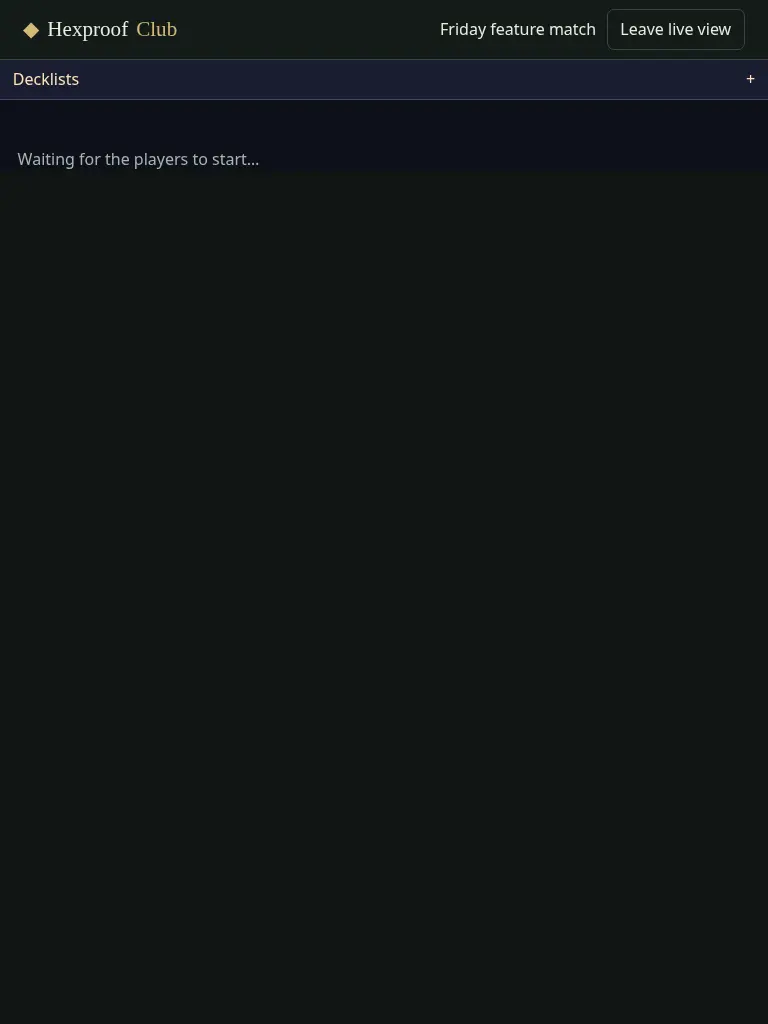 ◆ Hexproof Club
Friday feature match
Leave live view
Decklists +
Waiting for the players to start...